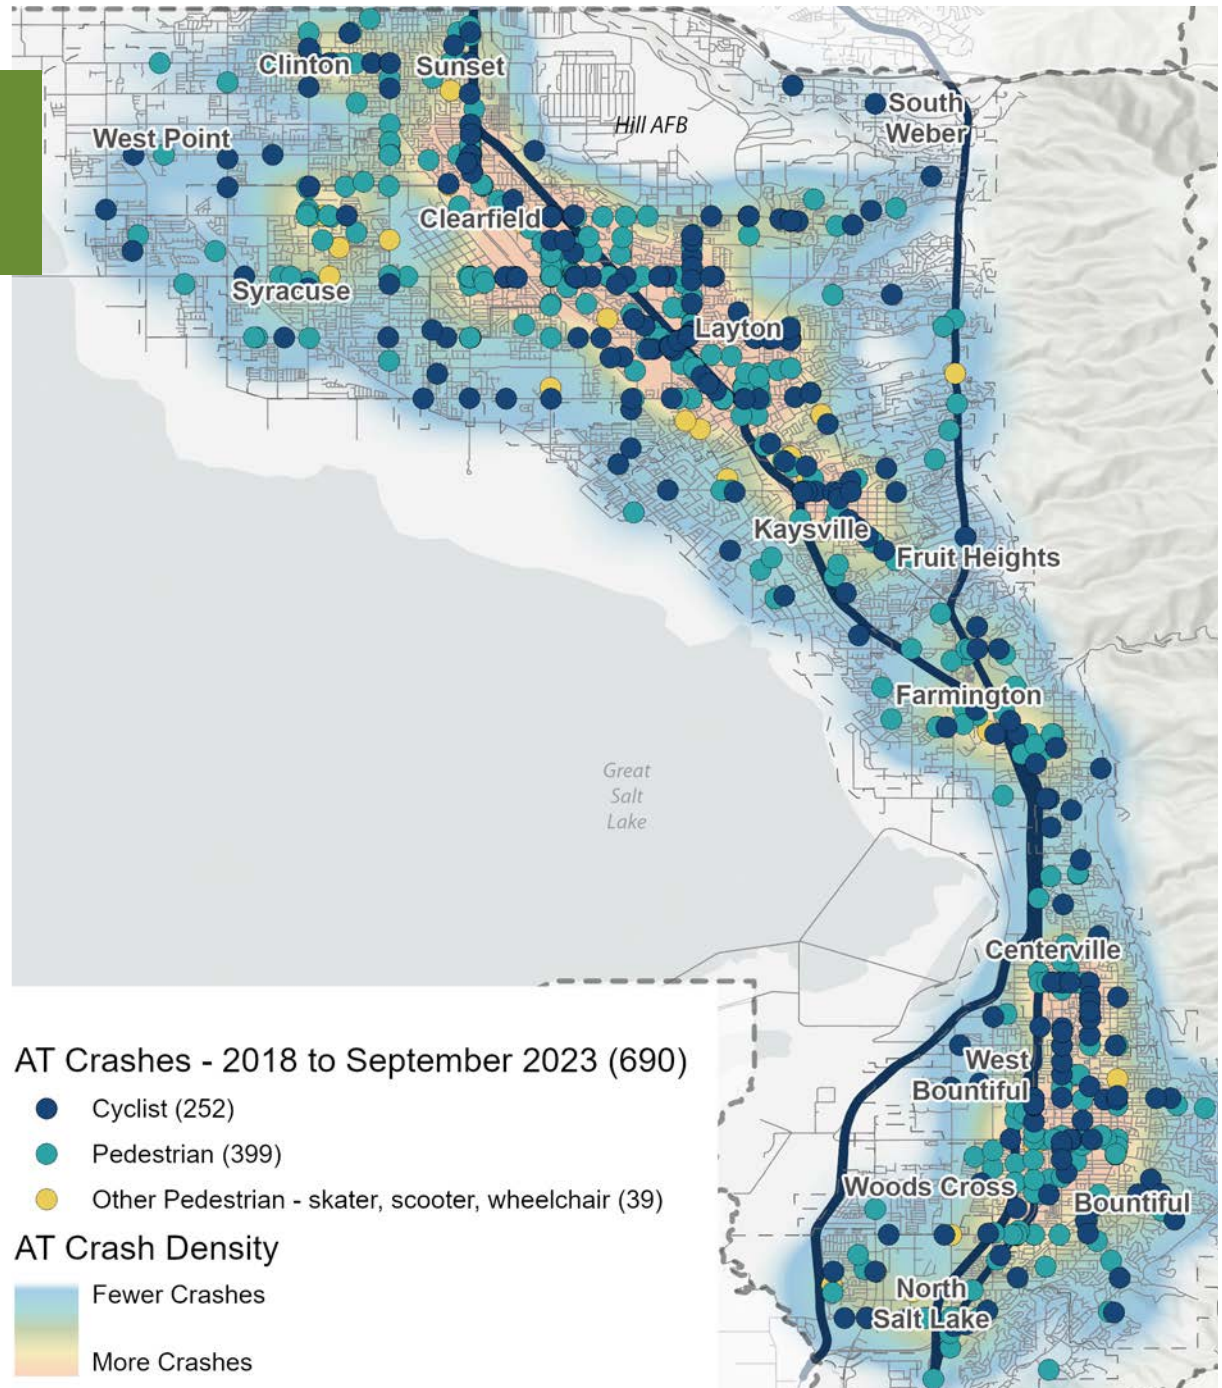 Clinton
Sunset
South
Weber
Hill AFB
West Point
Clearfield
Syracuse
Layton
Kaysville
Fruit Heights
Farmington
Great
Salt
Lake
Centerville
West
Bountiful
Woods Cross
Bountiful
North
Salt Lake
AT Crashes - 2018 to September 2023 (690)
Cyclist (252)
Pedestrian (399)
Other Pedestrian - skater, scooter, wheelchair (39)
AT Crash Density
Fewer Crashes
More Crashes